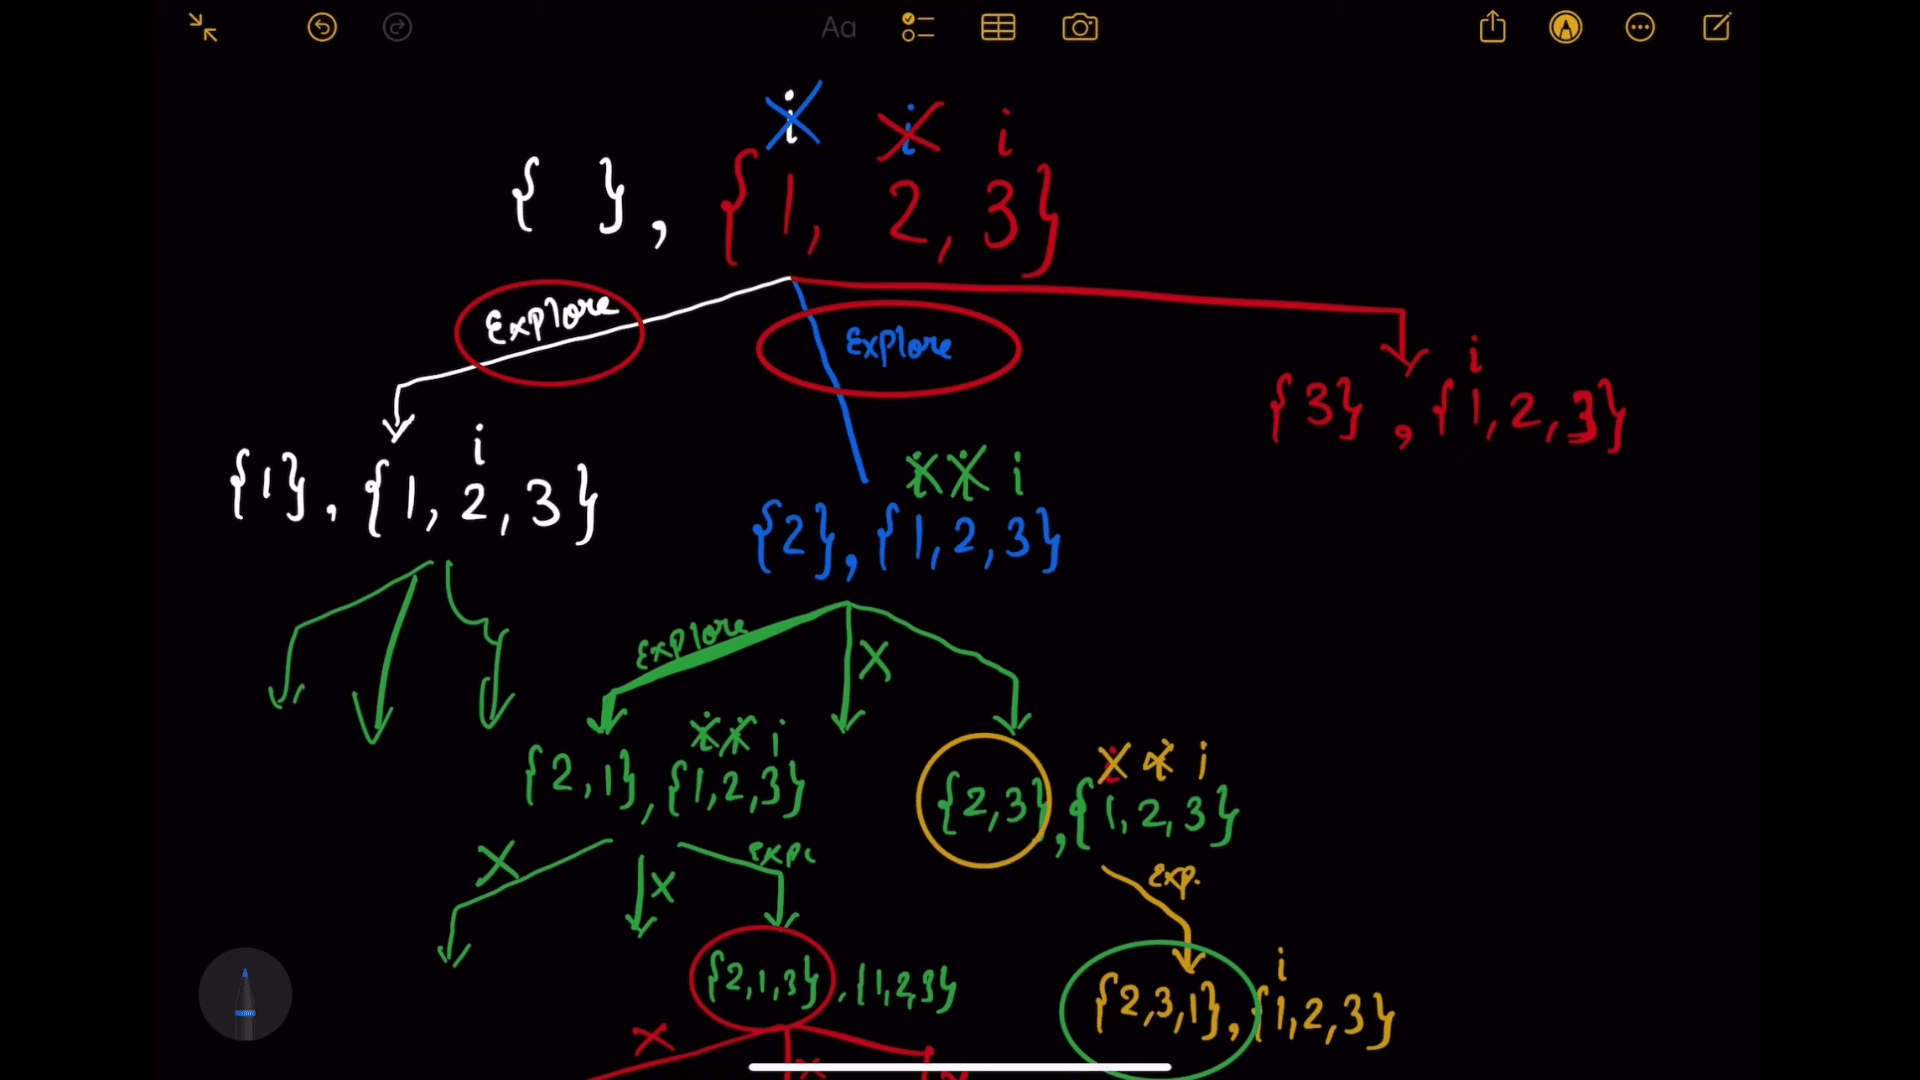 Aa
i i i
{ }, {1, 2, 3}
Explore Explore
i
{3}, {1, 2, 3}
i
{1}, {1, 2, 3}
i i i
{2}, {1, 2, 3}
Explore X
i i i
{2,1}, {1,2,3}
i i i
{2,3}, {1,2,3}
X X expl
exp.
{2,1,3}, {1,2,3}
i
{2,3,1}, {1,2,3}
X X